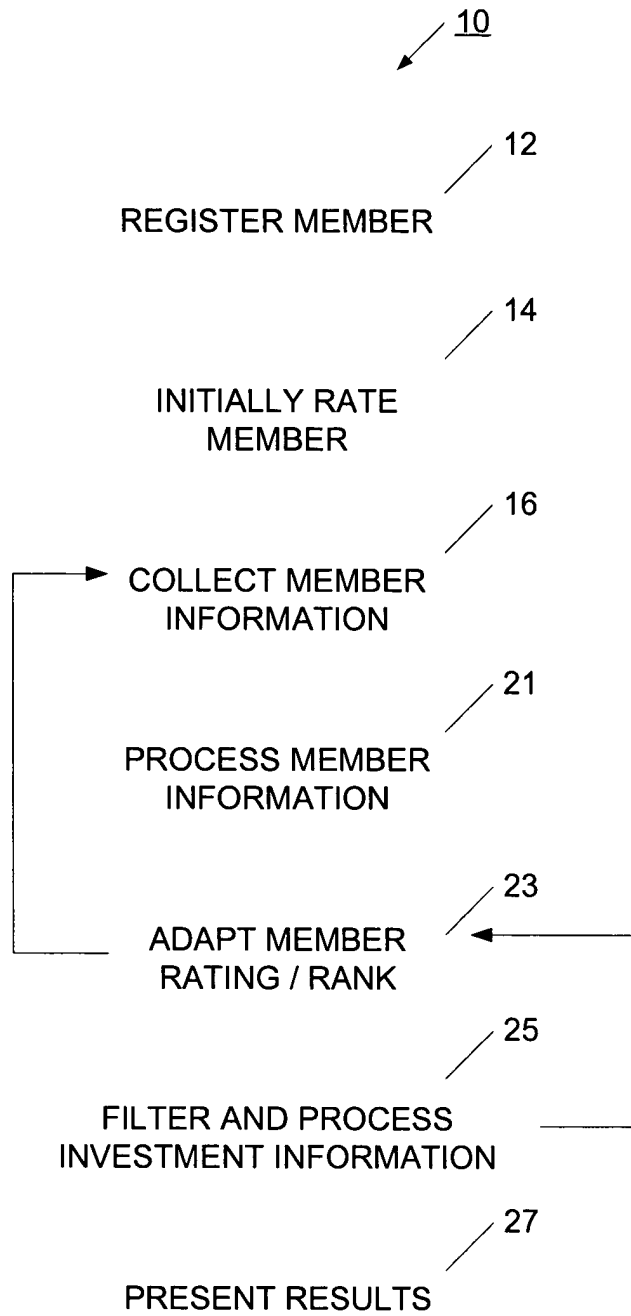 10
12
REGISTER MEMBER
14
INITIALLY RATE
MEMBER
16
COLLECT MEMBER
INFORMATION
21
PROCESS MEMBER
INFORMATION
23
ADAPT MEMBER
RATING / RANK
25
FILTER AND PROCESS
INVESTMENT INFORMATION
27
PRESENT RESULTS